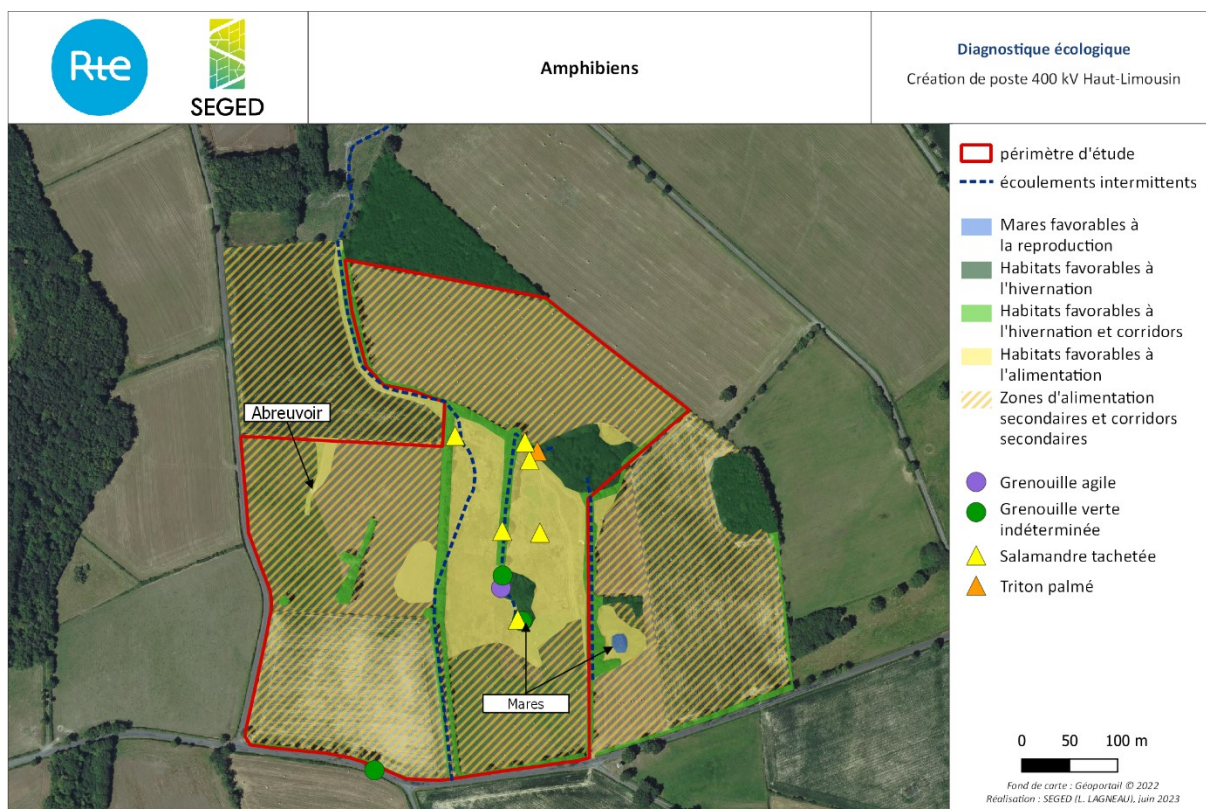 Rte
SEGED
Amphibiens
Diagnostique écologique
Création de poste 400 kV Haut-Limousin
périmètre d'étude
écoulements intermittents
Mares favorables à
la reproduction
Habitats favorables à
l'hivernation
Habitats favorables à
l'hivernation et corridors
Habitats favorables à
l'alimentation
Zones d'alimentation
secondaires et corridors
secondaires
Grenouille agile
Grenouille verte
indéterminée
Salamandre tachetée
Triton palmé
Abreuvoir
Mares
0 50 100 m
Fond de carte : Géoportail © 2022
Réalisation : SEGED (L. LAGNEAU), juin 2023